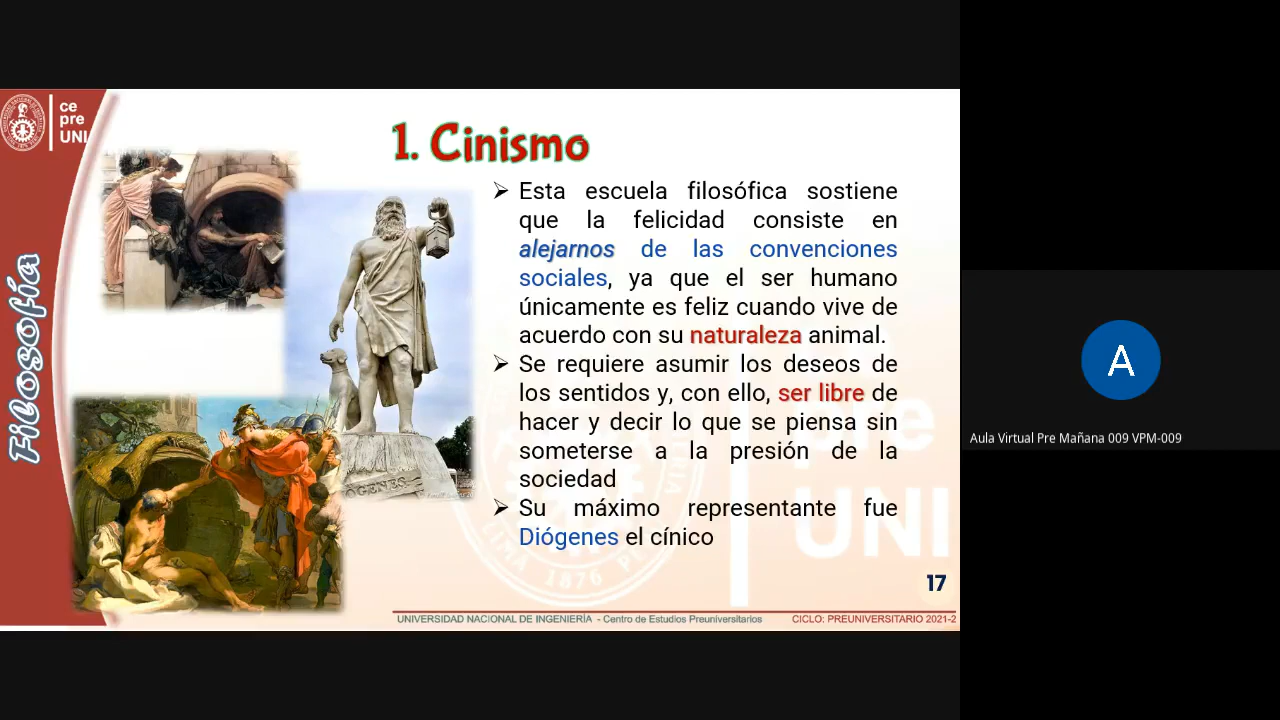 ce
pre
UNI
Filosofía
1. Cinismo
➢ Esta escuela filosófica sostiene
que la felicidad consiste en
alejarnos de las convenciones
sociales, ya que el ser humano
únicamente es feliz cuando vive de
acuerdo con su naturaleza animal.
➢ Se requiere asumir los deseos de
los sentidos y, con ello, ser libre de
hacer y decir lo que se piensa sin
someterse a la presión de la
sociedad
➢ Su máximo representante fue
Diógenes el cínico
pre
UNI
LIMA 1876
17
UNIVERSIDAD NACIONAL DE INGENIERÍA - Centro de Estudios Preuniversitarios
CICLO: PREUNIVERSITARIO 2021-2
A
Aula Virtual Pre Mañana 009 VPM-009